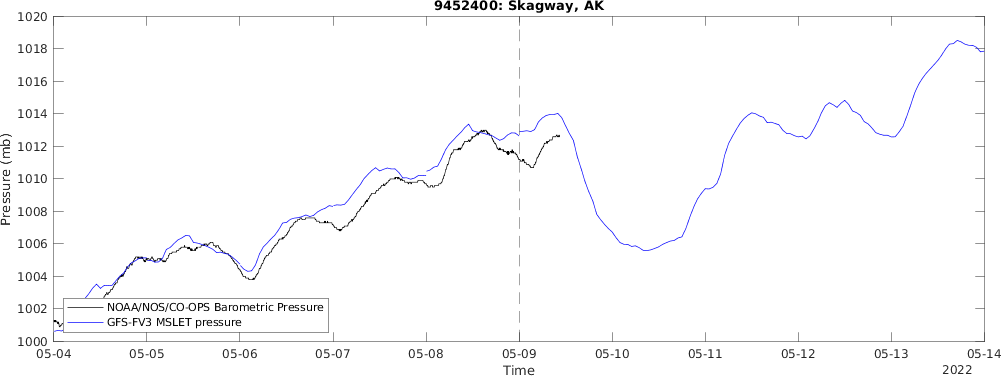 9452400: Skagway, AK
Pressure (mb)
1020
1018
1016
1014
1012
1010
1008
1006
1004
1002
1000
NOAA/NOS/CO-OPS Barometric Pressure
GFS-FV3 MSLET pressure
05-04 05-05 05-06 05-07 05-08 05-09 05-10 05-11 05-12 05-13 05-14
Time
2022